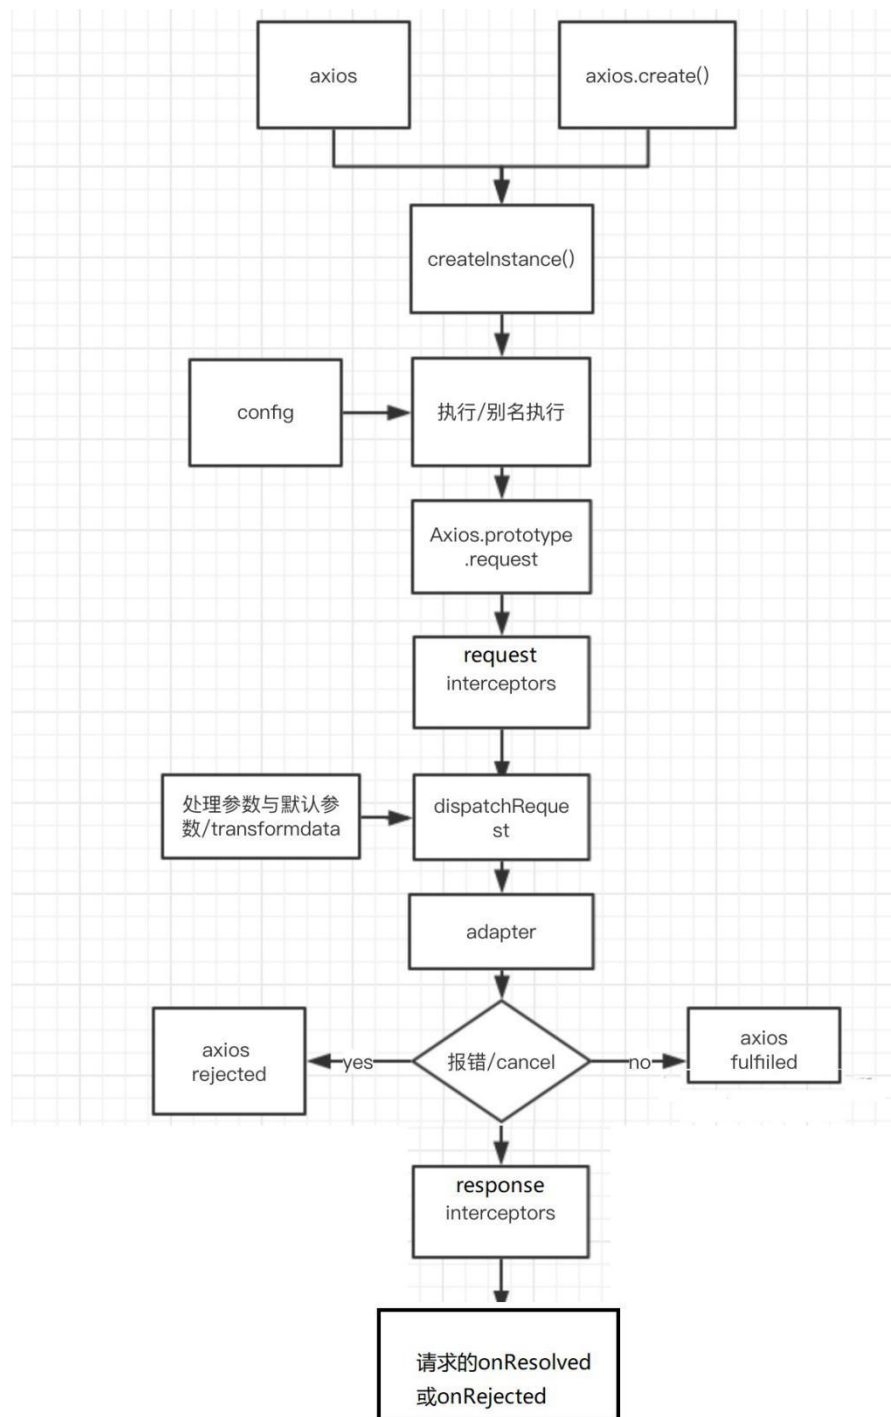 axios
axios.create()
createInstance()
config
执行/别名执行
Axios.prototype
.request
request
interceptors
处理参数与默认参
数/transformdata
dispatchReque
st
adapter
axios
rejected
yes
报错/cancel
no
axios
fulfiiled
response
interceptors
请求的onResolved
或onRejected